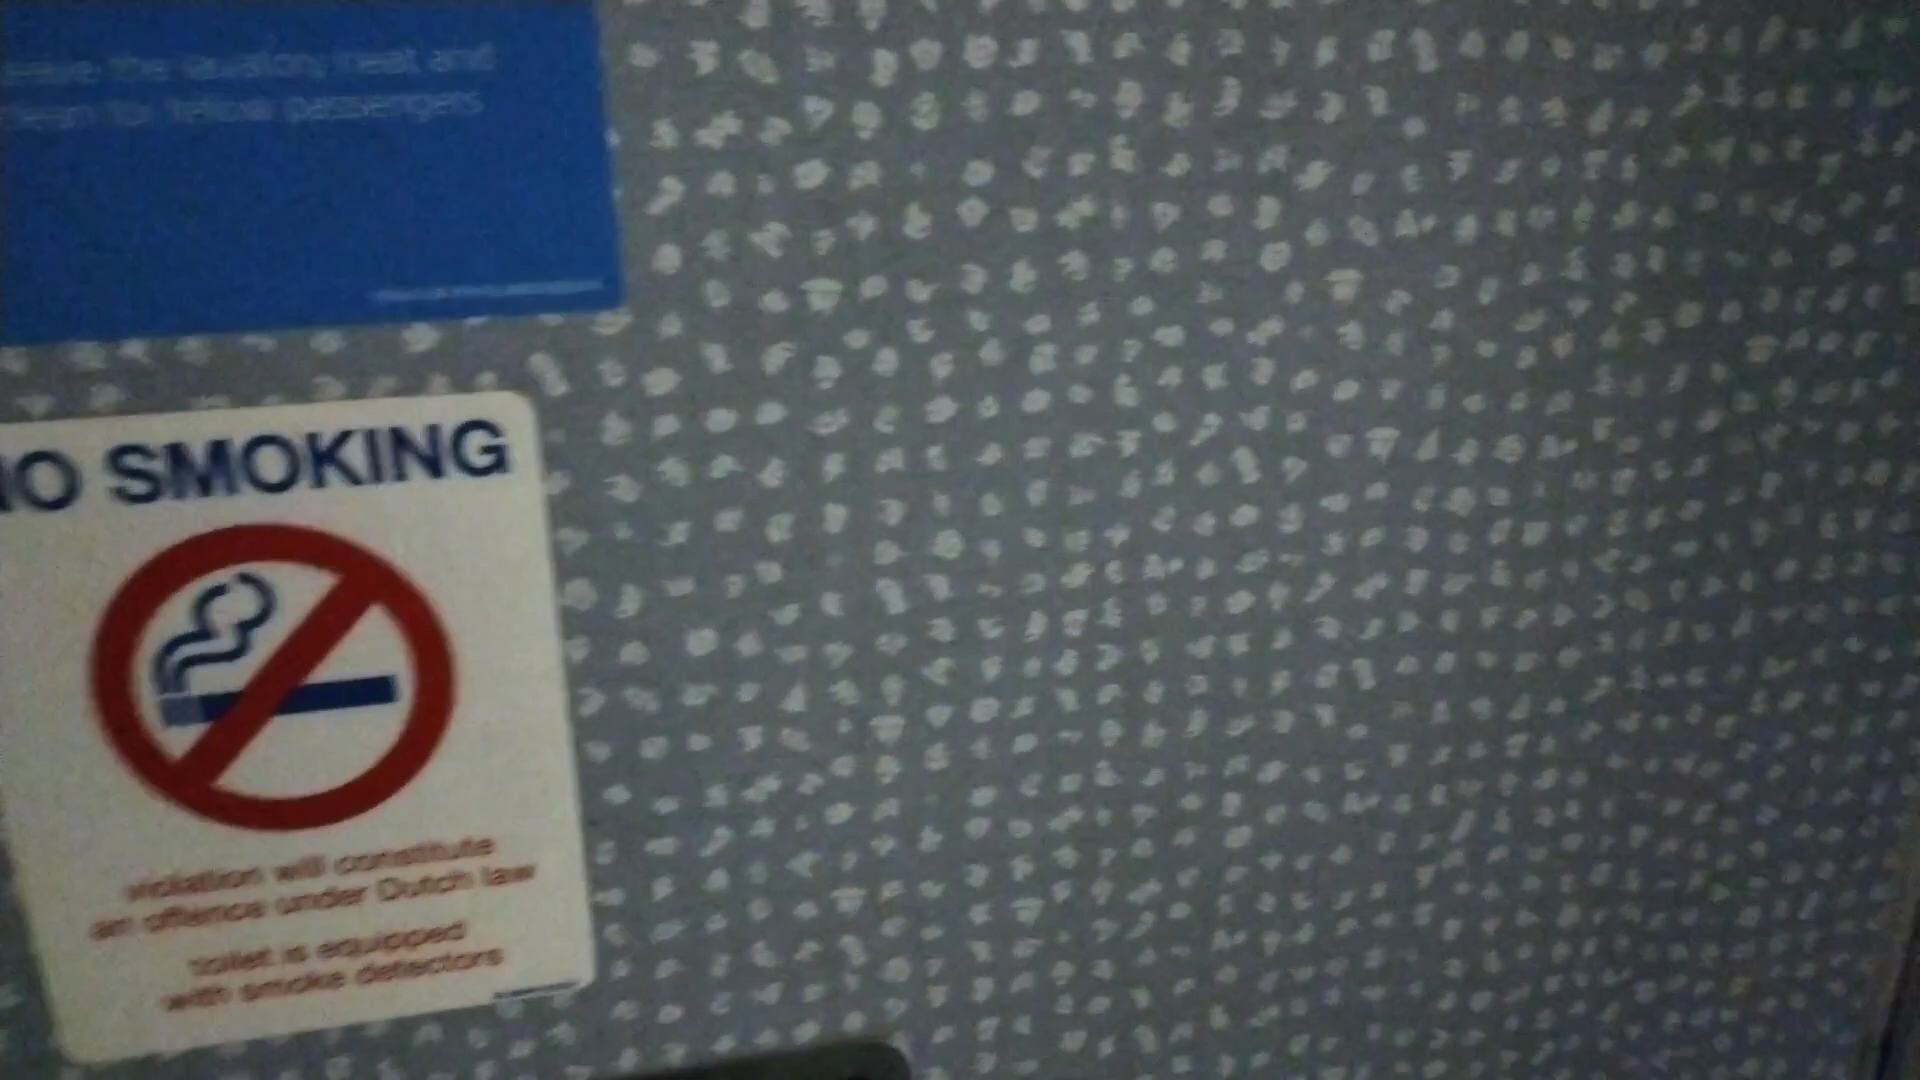 leave the lavatory neat and
for fellow passengers
NO SMOKING
violation will constitute
an offence under Dutch law
toilet is equipped
with smoke detectors